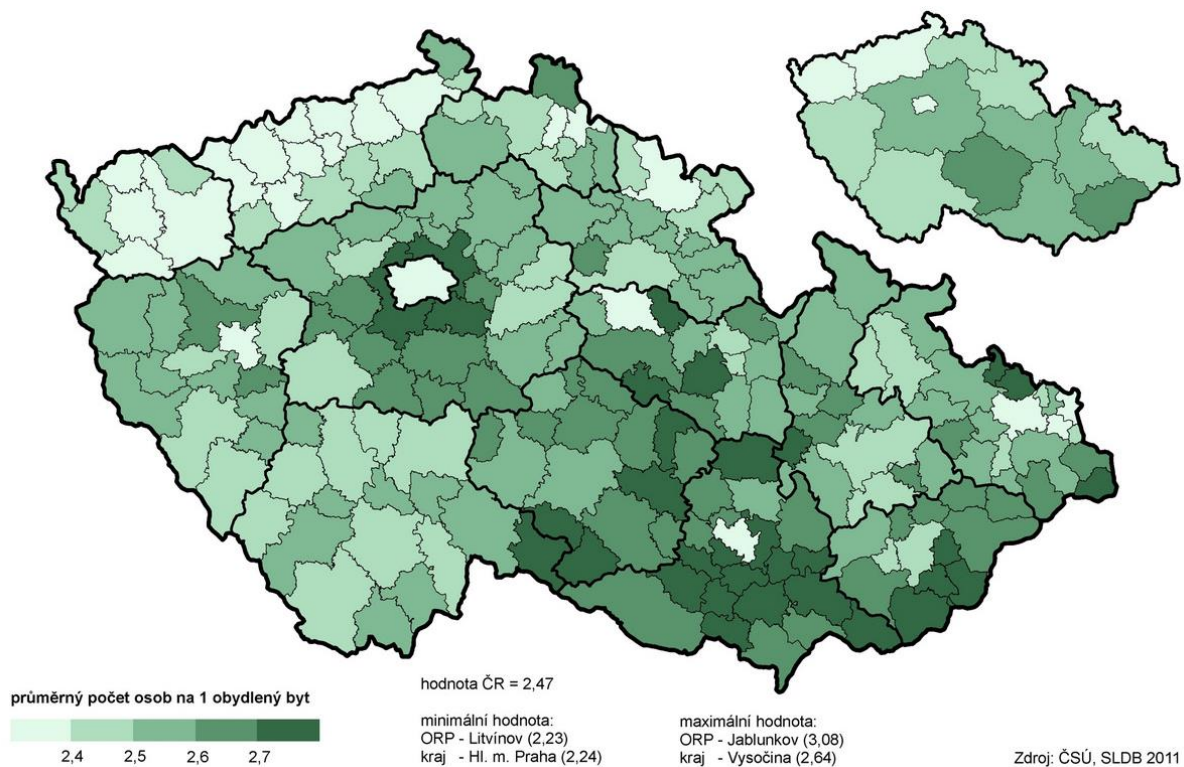 průměrný počet osob na 1 obydlený byt
2,4 2,5 2,6 2,7
hodnota ČR = 2,47
minimální hodnota:
ORP - Litvínov (2,23)
kraj - Hl. m. Praha (2,24)
maximální hodnota:
ORP - Jablunkov (3,08)
kraj - Vysočina (2,64)
Zdroj: ČSÚ, SLDB 2011